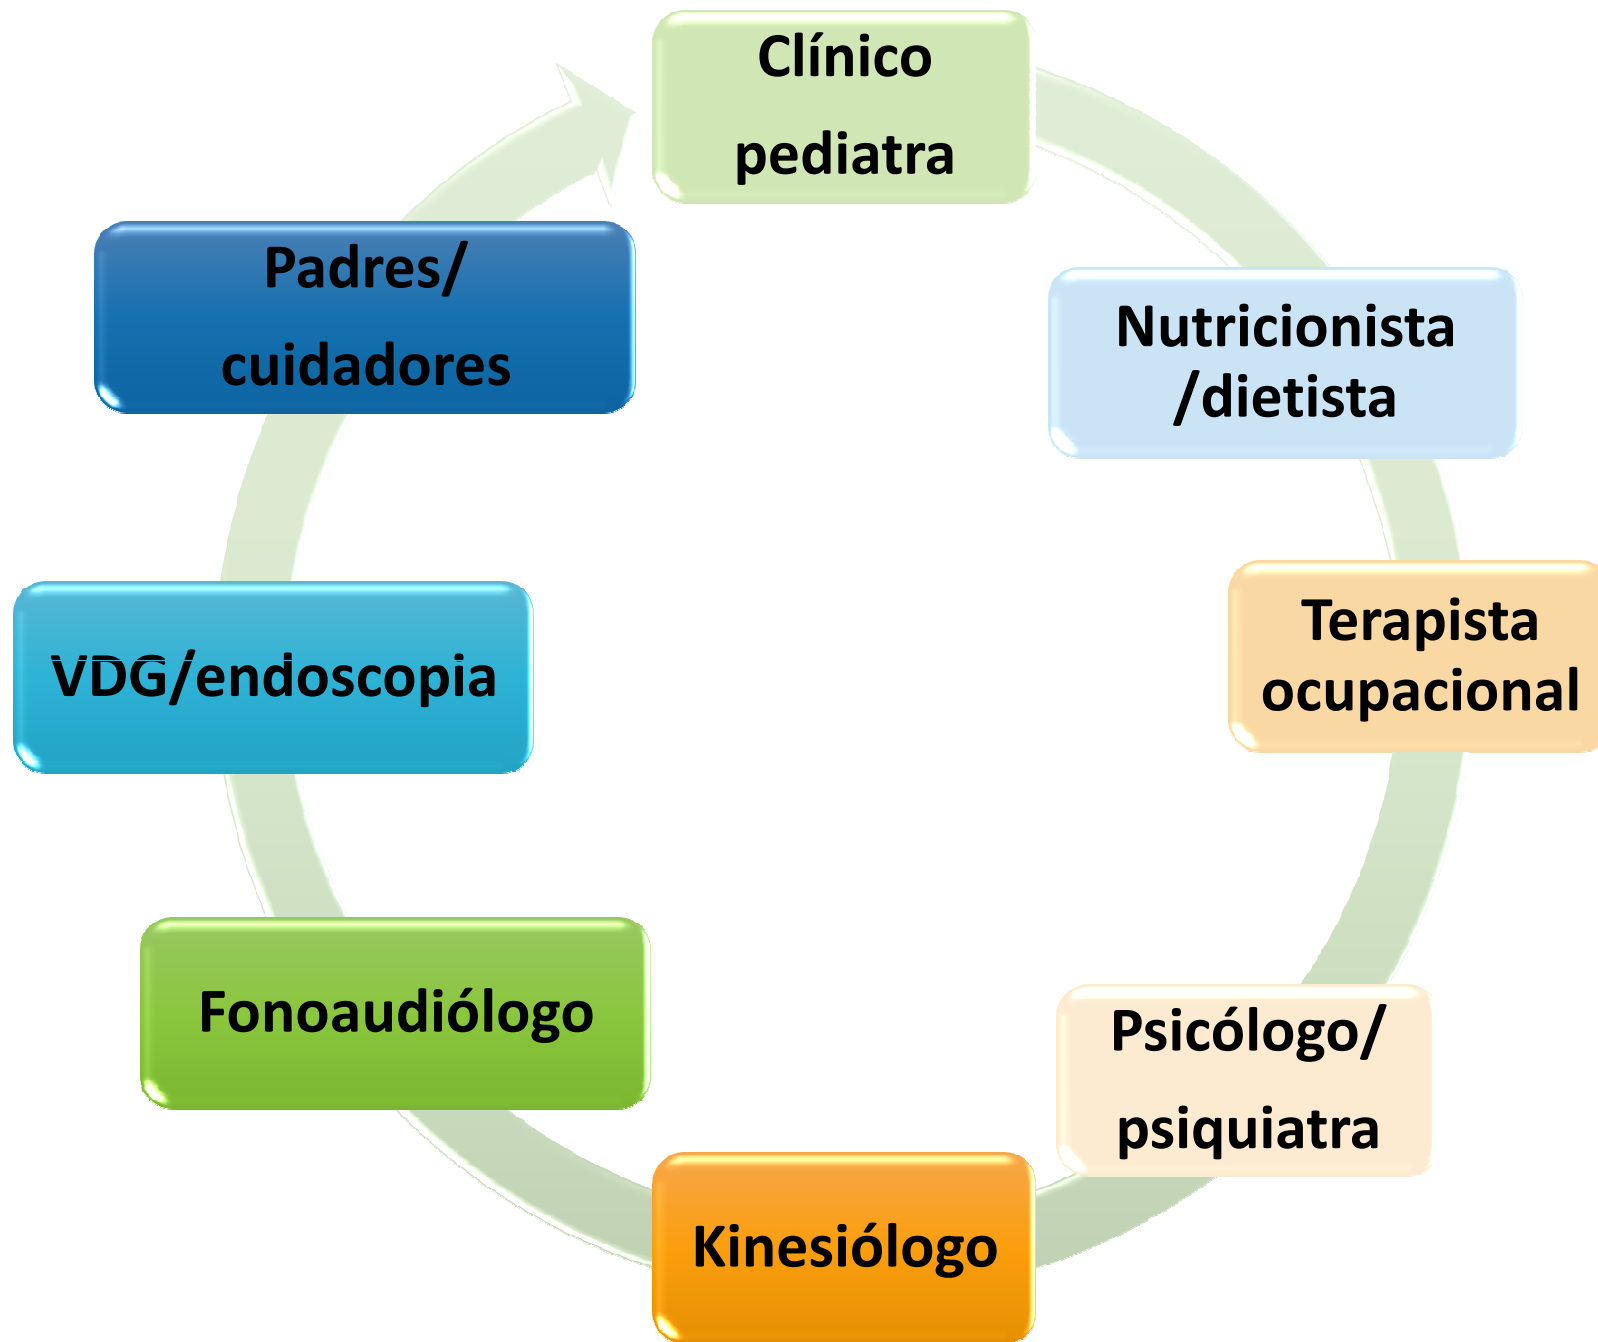 Clínico
pediatra
Nutricionista
/dietista
Terapista
ocupacional
Psicólogo/
psiquiatra
Kinesiólogo
Fonoaudiólogo
VDG/endoscopia
Padres/
cuidadores